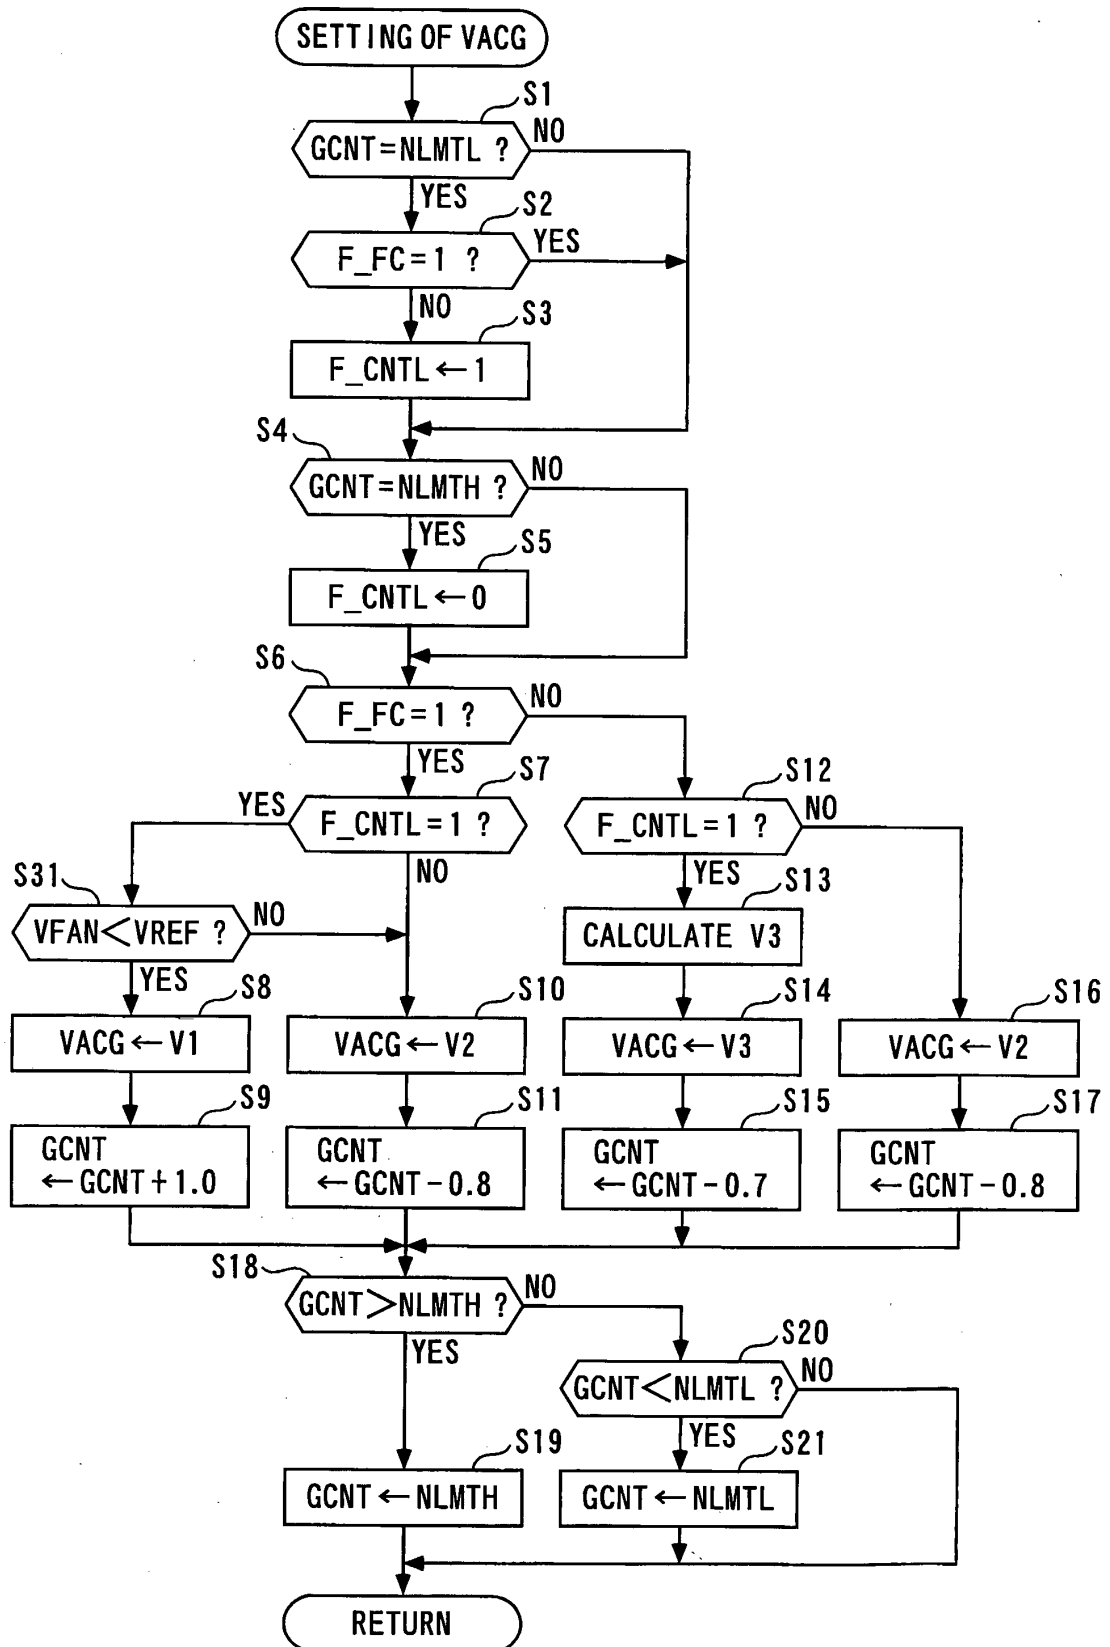 SETTING OF VACG
S1
GCNT=NLMTL ?
NO
YES
S2
F_FC=1 ?
YES
NO
S3
F_CNTL←1
S4
GCNT=NLMTH ?
NO
YES
S5
F_CNTL←0
S6
F_FC=1 ?
NO
YES
S7
F_CNTL=1 ?
YES
NO
S12
F_CNTL=1 ?
NO
YES
S31
VFAN<VREF ?
NO
YES
S13
CALCULATE V3
S8
VACG←V1
S10
VACG←V2
S14
VACG←V3
S16
VACG←V2
S9
GCNT
←GCNT+1.0
S11
GCNT
←GCNT-0.8
S15
GCNT
←GCNT-0.7
S17
GCNT
←GCNT-0.8
S18
GCNT>NLMTH ?
NO
YES
S20
GCNT<NLMTL ?
NO
YES
S19
GCNT←NLMTH
S21
GCNT←NLMTL
RETURN